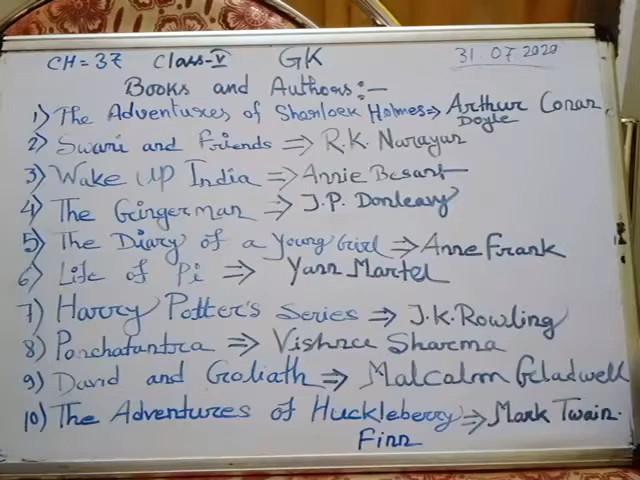 CH = 37 Class-V GK 31.07.2020
Books and Authors:-
1) The Adventures of Sharlock Holmes => Arthur Conan
Doyle
2) Swami and Friends => R.K. Narayan
3) Wake Up India => Annie Besant
4) The Gingerman => J.P. Donleavy
5) The Diary of a Young Girl => Anne Frank
6) Life of Pi => Yann Martel
7) Harry Potter's Series => J.K. Rowling
8) Panchatantra => Vishnu Sharma
9) David and Goliath => Malcalm Geladwell
10) The Adventures of Huckleberry => Mark Twain.
Finn